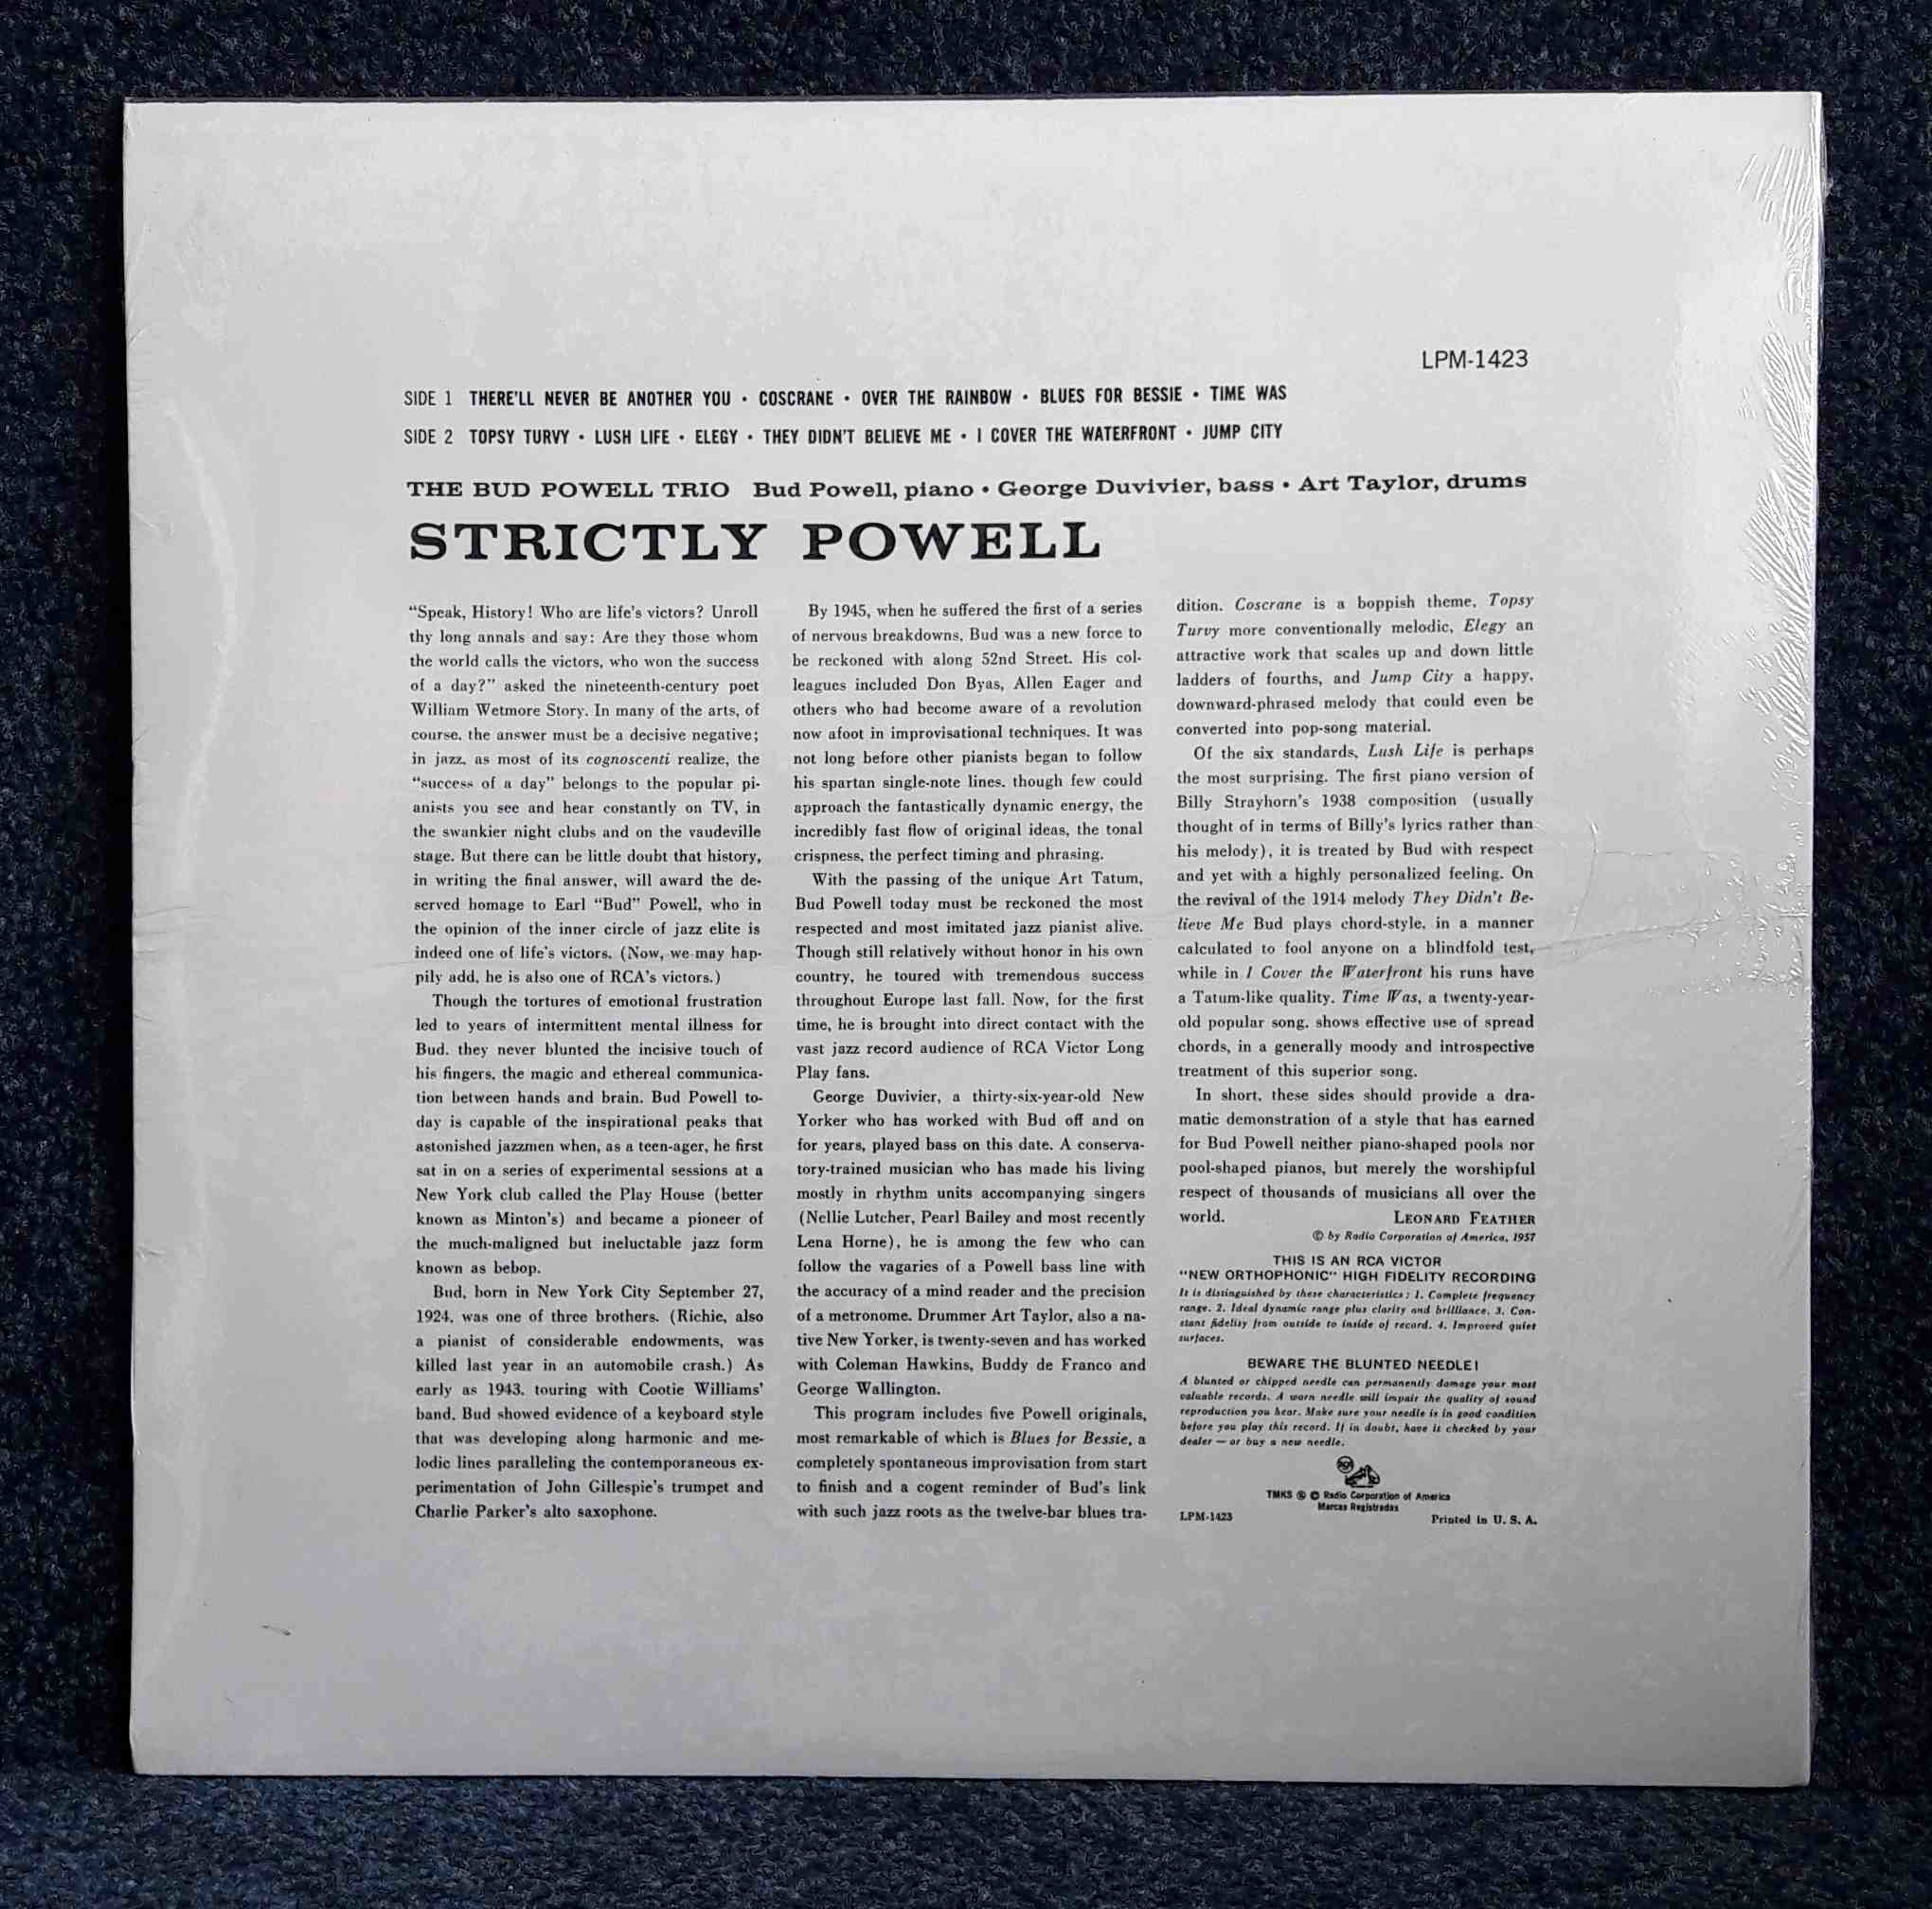 LPM-1423
SIDE 1 THERE'LL NEVER BE ANOTHER YOU • COSCRANE • OVER THE RAINBOW • BLUES FOR BESSIE • TIME WAS
SIDE 2 TOPSY TURVY • LUSH LIFE • ELEGY • THEY DIDN'T BELIEVE ME • I COVER THE WATERFRONT • JUMP CITY
THE BUD POWELL TRIO Bud Powell, piano • George Duvivier, bass • Art Taylor, drums
STRICTLY POWELL
“Speak, History! Who are life's victors? Unroll
thy long annals and say: Are they those whom
the world calls the victors, who won the success
of a day?” asked the nineteenth-century poet
William Wetmore Story. In many of the arts, of
course, the answer must be a decisive negative;
in jazz, as most of its cognoscenti realize, the
“success of a day” belongs to the popular pi-
anists you see and hear constantly on TV, in
the swankier night clubs and on the vaudeville
stage. But there can be little doubt that history,
in writing the final answer, will award the de-
served homage to Earl “Bud” Powell, who in
the opinion of the inner circle of jazz elite is
indeed one of life's victors. (Now, we may hap-
pily add, he is also one of RCA's victors.)
Though the tortures of emotional frustration
led to years of intermittent mental illness for
Bud, they never blunted the incisive touch of
his fingers, the magic and ethereal communica-
tion between hands and brain. Bud Powell to-
day is capable of the inspirational peaks that
astonished jazzmen when, as a teen-ager, he first
sat in on a series of experimental sessions at a
New York club called the Play House (better
known as Minton's) and became a pioneer of
the much-maligned but ineluctable jazz form
known as bebop.
Bud, born in New York City September 27,
1924, was one of three brothers. (Richie, also
a pianist of considerable endowments, was
killed last year in an automobile crash.) As
early as 1943, touring with Cootie Williams'
band, Bud showed evidence of a keyboard style
that was developing along harmonic and me-
lodic lines paralleling the contemporaneous ex-
perimentation of John Gillespie's trumpet and
Charlie Parker's alto saxophone.
By 1945, when he suffered the first of a series
of nervous breakdowns, Bud was a new force to
be reckoned with along 52nd Street. His col-
leagues included Don Byas, Allen Eager and
others who had become aware of a revolution
now afoot in improvisational techniques. It was
not long before other pianists began to follow
his spartan single-note lines, though few could
approach the fantastically dynamic energy, the
incredibly fast flow of original ideas, the tonal
crispness, the perfect timing and phrasing.
With the passing of the unique Art Tatum,
Bud Powell today must be reckoned the most
respected and most imitated jazz pianist alive.
Though still relatively without honor in his own
country, he toured with tremendous success
throughout Europe last fall. Now, for the first
time, he is brought into direct contact with the
vast jazz record audience of RCA Victor Long
Play fans.
George Duvivier, a thirty-six-year-old New
Yorker who has worked with Bud off and on
for years, played bass on this date. A conserva-
tory-trained musician who has made his living
mostly in rhythm units accompanying singers
(Nellie Lutcher, Pearl Bailey and most recently
Lena Horne), he is among the few who can
follow the vagaries of a Powell bass line with
the accuracy of a mind reader and the precision
of a metronome. Drummer Art Taylor, also a na-
tive New Yorker, is twenty-seven and has worked
with Coleman Hawkins, Buddy de Franco and
George Wallington.
This program includes five Powell originals,
most remarkable of which is Blues for Bessie, a
completely spontaneous improvisation from start
to finish and a cogent reminder of Bud's link
with such jazz roots as the twelve-bar blues tra-
dition. Coscrane is a boppish theme, Topsy
Turvy more conventionally melodic, Elegy an
attractive work that scales up and down little
ladders of fourths, and Jump City a happy,
downward-phrased melody that could even be
converted into pop-song material.
Of the six standards, Lush Life is perhaps
the most surprising. The first piano version of
Billy Strayhorn's 1938 composition (usually
thought of in terms of Billy's lyrics rather than
his melody), it is treated by Bud with respect
and yet with a highly personalized feeling. On
the revival of the 1914 melody They Didn't Be-
lieve Me Bud plays chord-style, in a manner
calculated to fool anyone on a blindfold test,
while in I Cover the Waterfront his runs have
a Tatum-like quality. Time Was, a twenty-year-
old popular song, shows effective use of spread
chords, in a generally moody and introspective
treatment of this superior song.
In short, these sides should provide a dra-
matic demonstration of a style that has earned
for Bud Powell neither piano-shaped pools nor
pool-shaped pianos, but merely the worshipful
respect of thousands of musicians all over the
world. LEONARD FEATHER
© by Radio Corporation of America, 1957
THIS IS AN RCA VICTOR
“NEW ORTHOPHONIC” HIGH FIDELITY RECORDING
It is distinguished by these characteristics: 1. Complete frequency
range. 2. Ideal dynamic range plus clarity and brilliance. 3. Con-
stant fidelity from outside to inside of record. 4. Improved quiet
surfaces.
BEWARE THE BLUNTED NEEDLE!
A blunted or chipped needle can permanently damage your most
valuable records. A worn needle will impair the quality of sound
reproduction you hear. Make sure your needle is in good condition
before you play this record. If in doubt, have it checked by your
dealer — or buy a new needle.
RCA
TMKS ® © Radio Corporation of America
Marcas Registradas
LPM-1423 Printed in U. S. A.